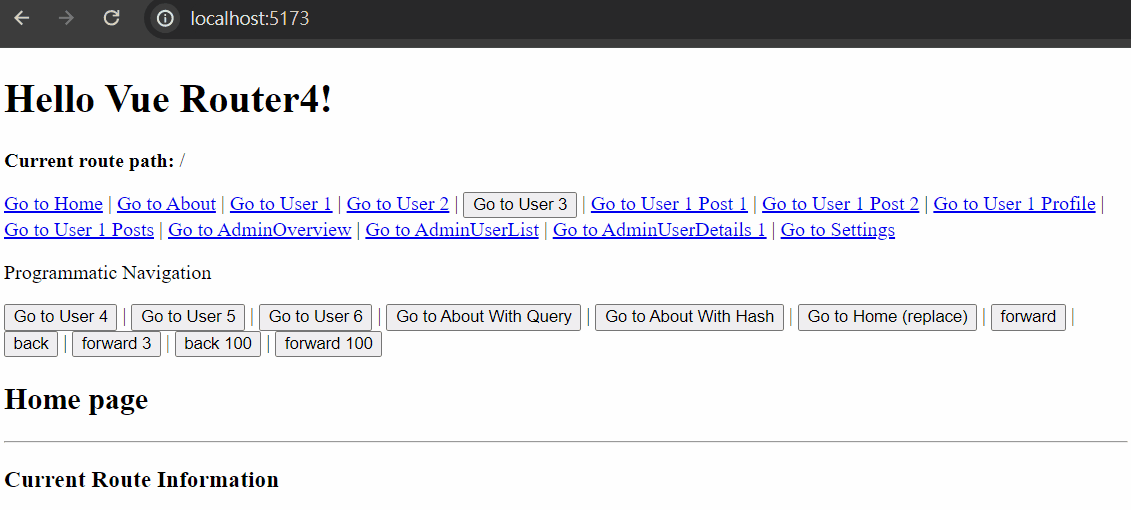 localhost:5173
Hello Vue Router4!
Current route path: /
Go to Home | Go to About | Go to User 1 | Go to User 2 | Go to User 3 | Go to User 1 Post 1 | Go to User 1 Post 2 | Go to User 1 Profile |
Go to User 1 Posts | Go to AdminOverview | Go to AdminUserList | Go to AdminUserDetails 1 | Go to Settings
Programmatic Navigation
Go to User 4 | Go to User 5 | Go to User 6 | Go to About With Query | Go to About With Hash | Go to Home (replace) | forward |
back | forward 3 | back 100 | forward 100
Home page
Current Route Information